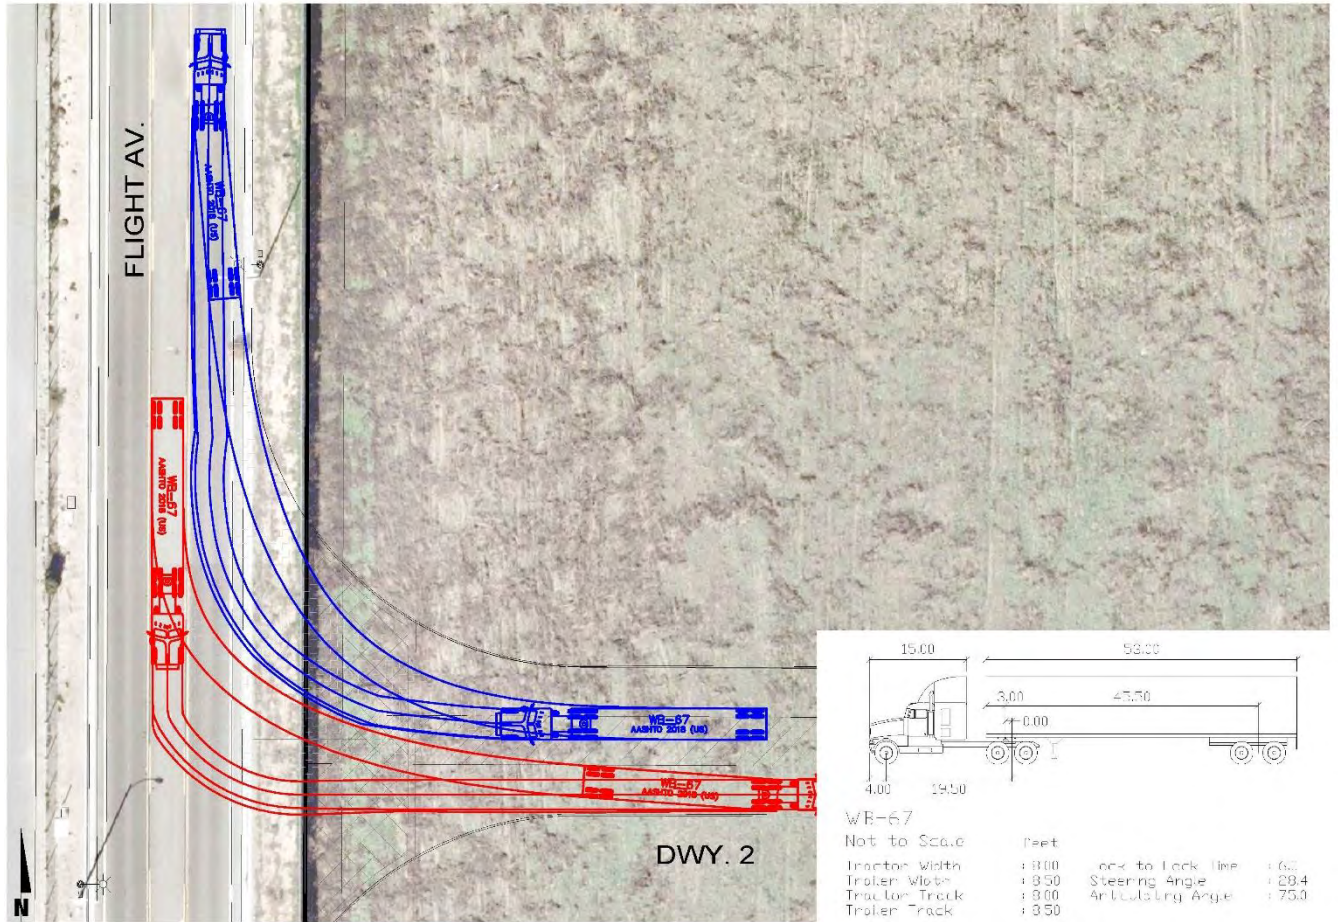 FLIGHT AV.
WB-67
AASHTO 2018 (US)
WB-67
AASHTO 2018 (US)
WB-67
AASHTO 2018 (US)
WB-67
AASHTO 2018 (US)
DWY. 2
N
15.00
53.00
3.00
45.50
0.00
4.00
19.50
WB-67
Not to Scale
feet
Tractor Width : 8.00
Trailer Width : 8.50
Tractor Track : 8.00
Trailer Track : 8.50
Lock to Lock Time
Steering Angle : 28.4
Articulating Angle : 75.0